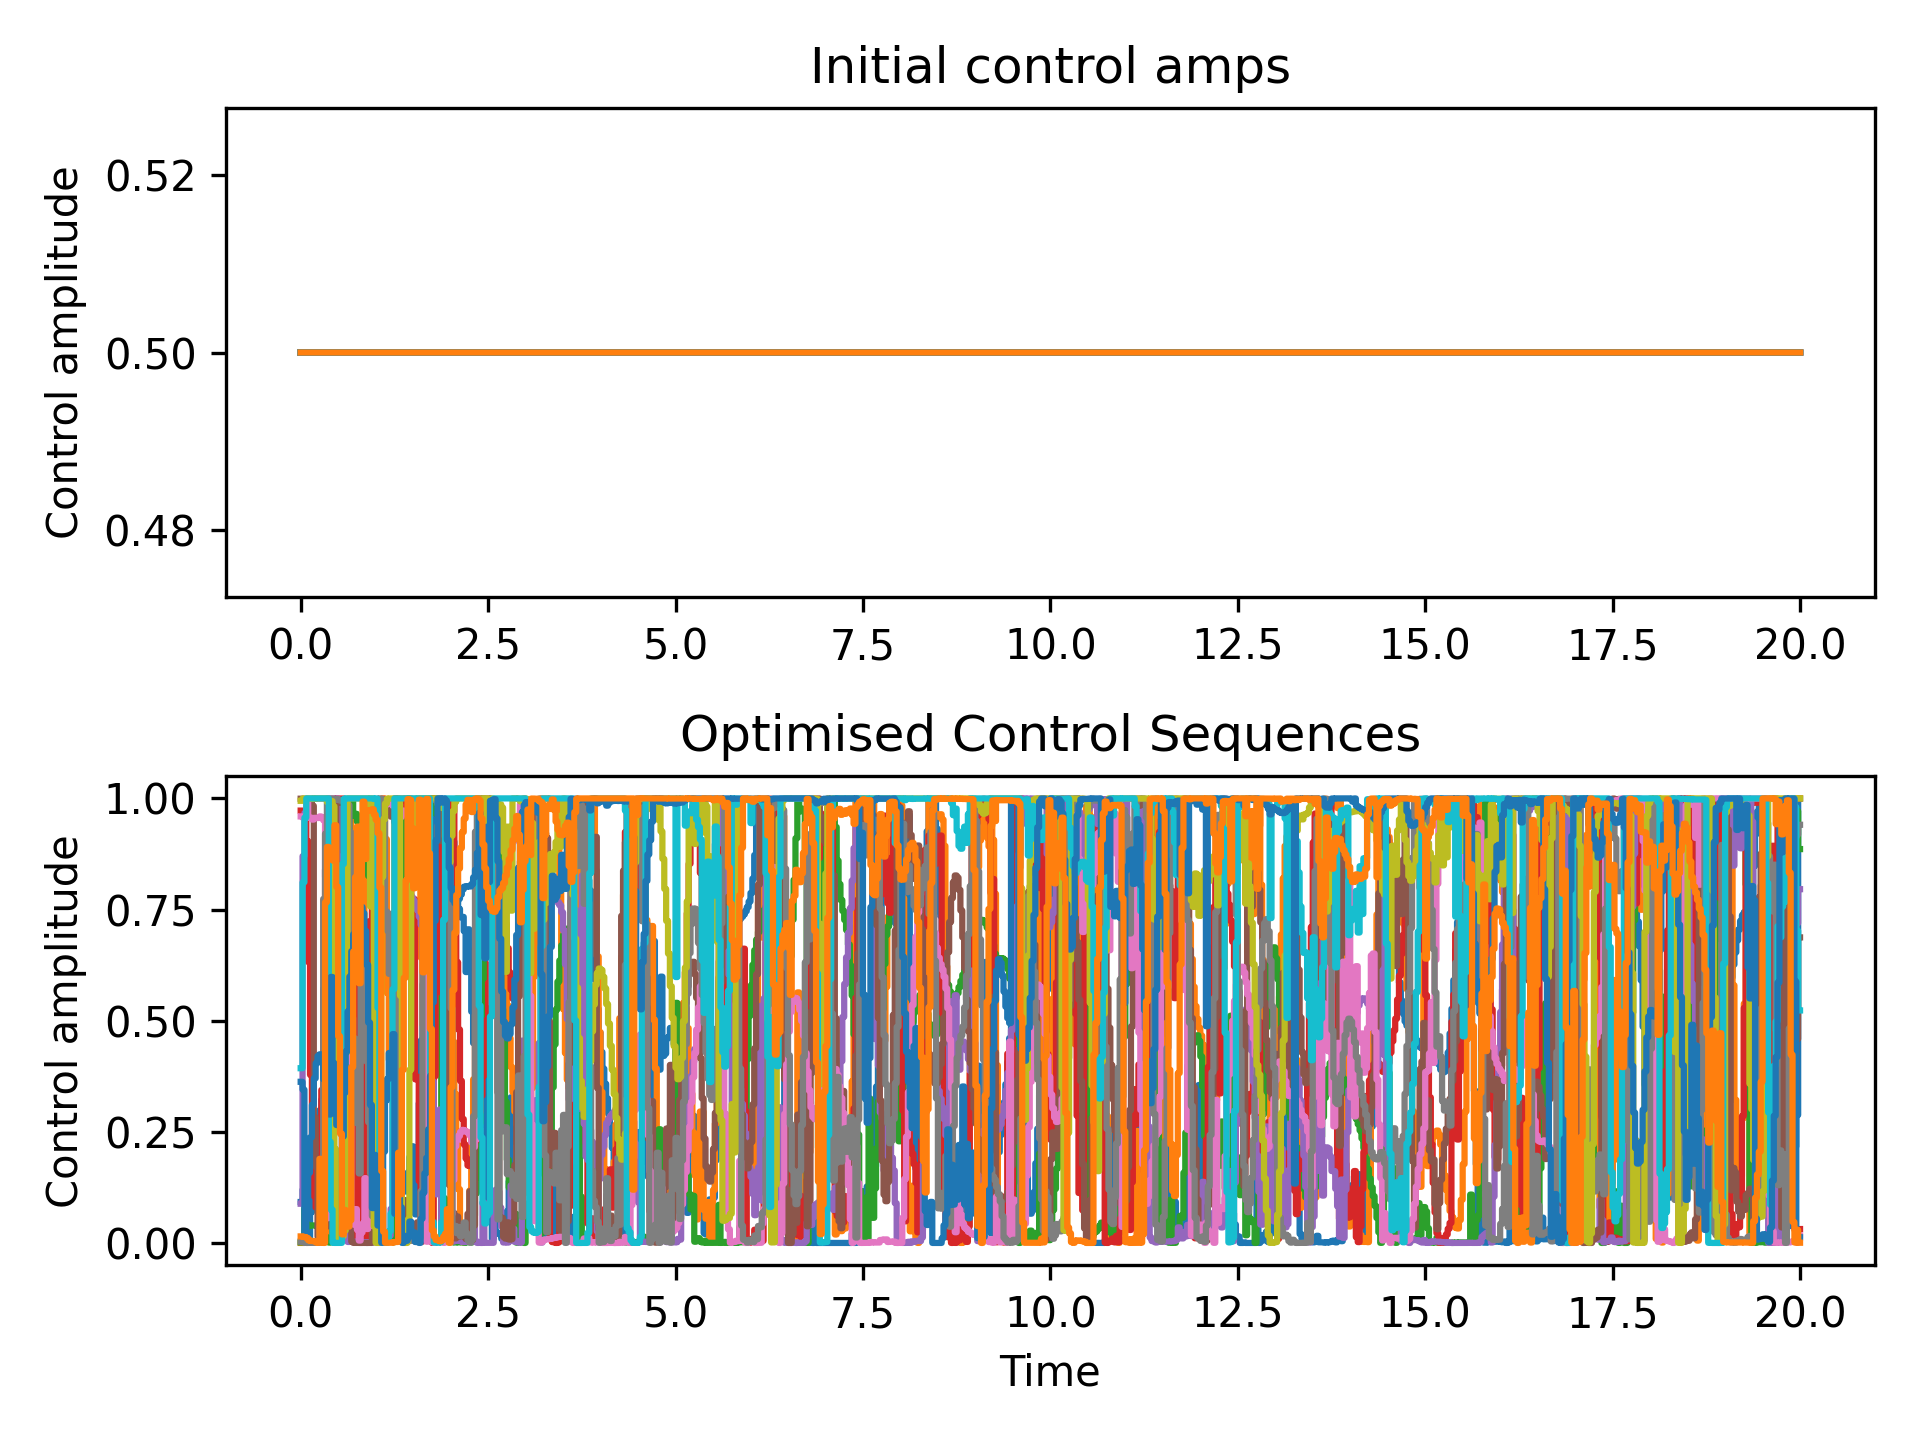 Initial control amps
Control amplitude
0.52
0.50
0.48
0.0 2.5 5.0 7.5 10.0 12.5 15.0 17.5 20.0
Optimised Control Sequences
Control amplitude
1.00
0.75
0.50
0.25
0.00
0.0 2.5 5.0 7.5 10.0 12.5 15.0 17.5 20.0
Time